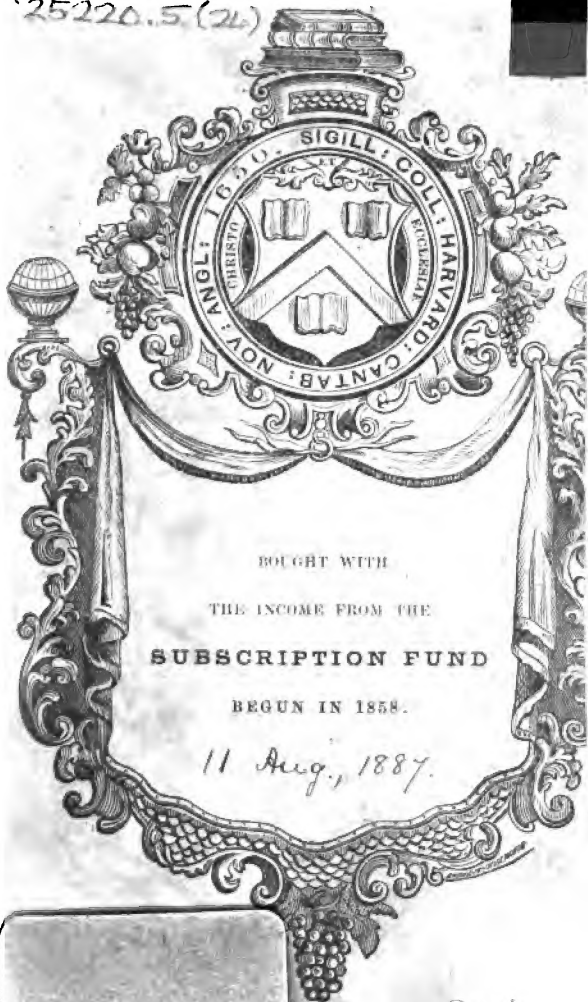 25220.5(24)
SIGILL: COLL: HARVARD: CANTAB: NOV: ANGL: 1650.
CHRISTO
ET
ECCLESIAE
BOUGHT WITH
THE INCOME FROM THE
SUBSCRIPTION FUND
BEGUN IN 1858.
11 Aug., 1887.